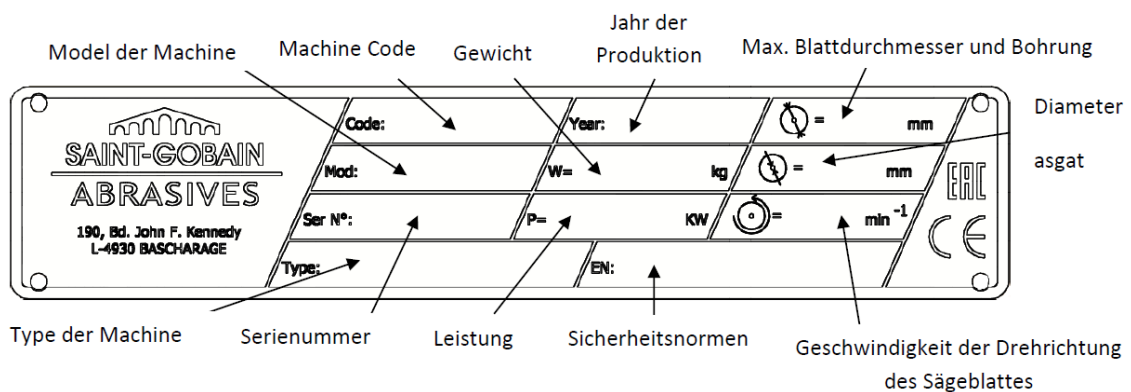 Jahr der
Produktion
Model der Machine
Machine Code
Gewicht
Max. Blattdurchmesser und Bohrung
Diameter
asgat
SAINT-GOBAIN
ABRASIVES
190, Bd. John F. Kennedy
L-4930 BASCHARAGE
Code:
Year:
= mm
Mod:
W= kg
= mm
Ser N°:
P= KW
= min⁻¹
Type:
EN:
EAC
CE
Type der Machine
Serienummer
Leistung
Sicherheitsnormen
Geschwindigkeit der Drehrichtung
des Sägeblattes